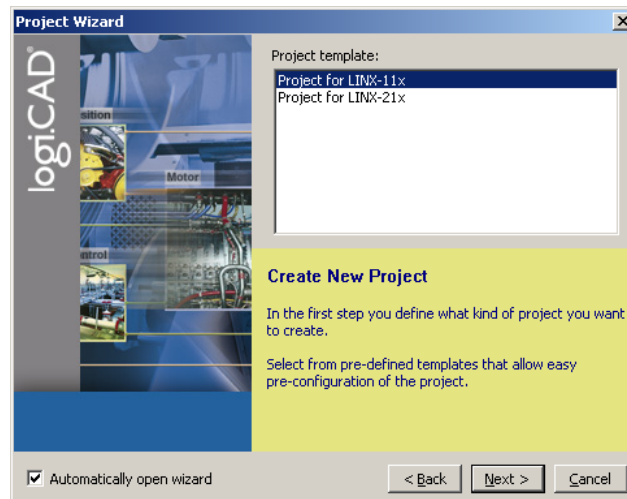 Project Wizard
logi.CAD
sition
Motor
ntrol
Project template:
Project for LINX-11x
Project for LINX-21x
Create New Project
In the first step you define what kind of project you want
to create.
Select from pre-defined templates that allow easy
pre-configuration of the project.
Automatically open wizard
< Back
Next >
Cancel